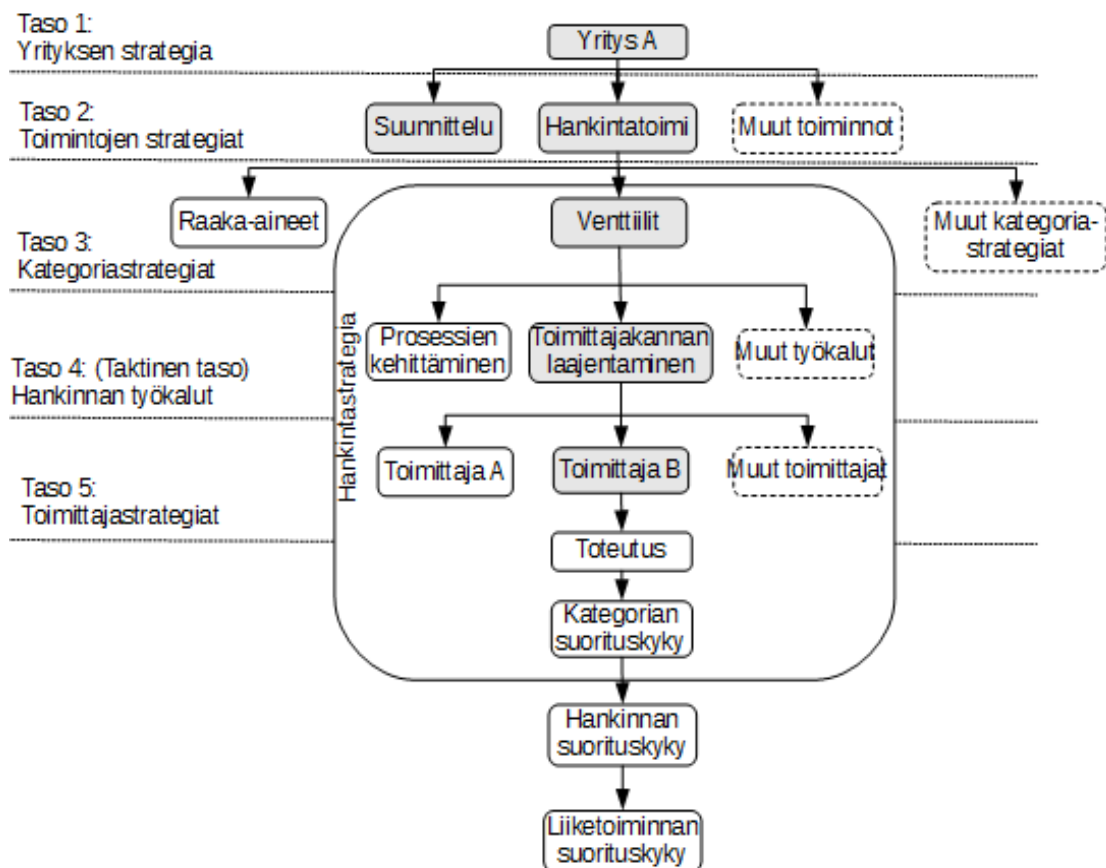 Taso 1:
Yrityksen strategia
Yritys A
Taso 2:
Toimintojen strategiat
Suunnittelu
Hankintatoimi
Muut toiminnot
Taso 3:
Kategoriastrategiat
Raaka-aineet
Venttiilit
Muut kategoria-
strategiat
Hankintastrategia
Taso 4: (Taktinen taso)
Hankinnan työkalut
Prosessien
kehittäminen
Toimittajakannan
laajentaminen
Muut työkalut
Taso 5:
Toimittajastrategiat
Toimittaja A
Toimittaja B
Muut toimittajat
Toteutus
Kategorian
suorituskyky
Hankinnan
suorituskyky
Liiketoiminnan
suorituskyky